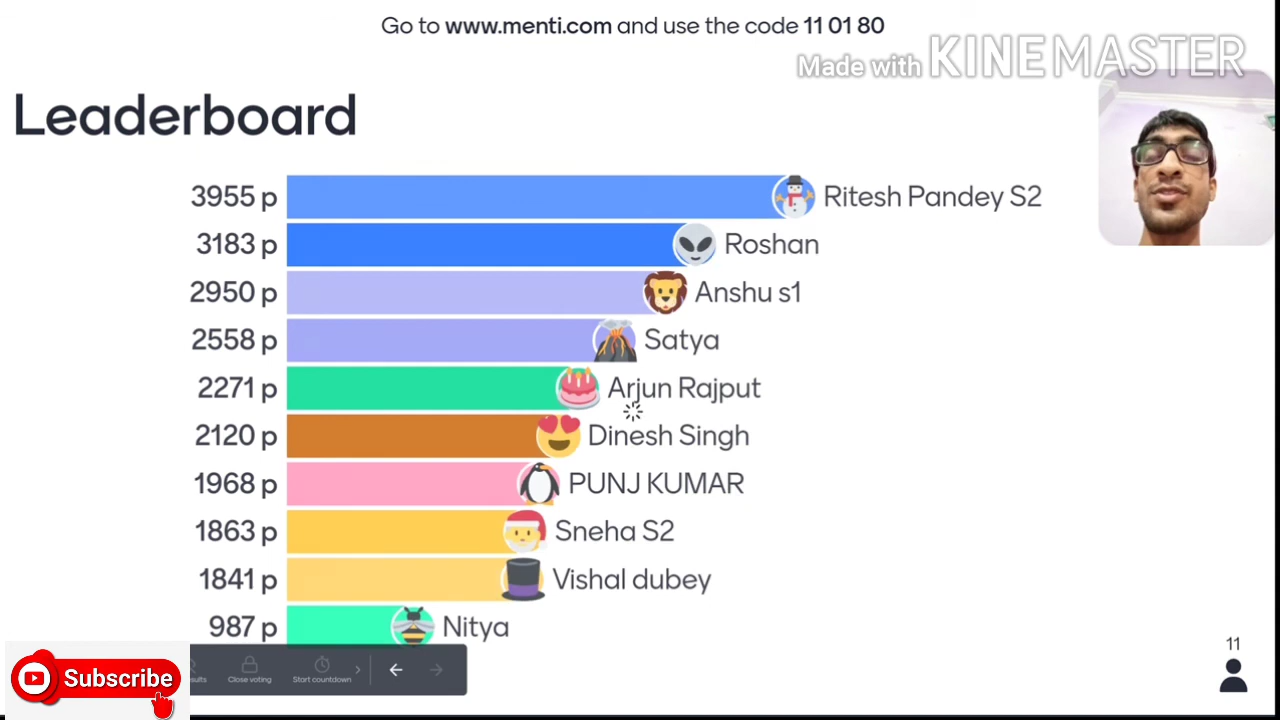 Go to www.menti.com and use the code 11 01 80
Made with KINEMASTER
Leaderboard
3955 p Ritesh Pandey S2
3183 p Roshan
2950 p Anshu s1
2558 p Satya
2271 p Arjun Rajput
2120 p Dinesh Singh
1968 p PUNJ KUMAR
1863 p Sneha S2
1841 p Vishal dubey
987 p Nitya
11
Subscribe
Close voting
Start countdown